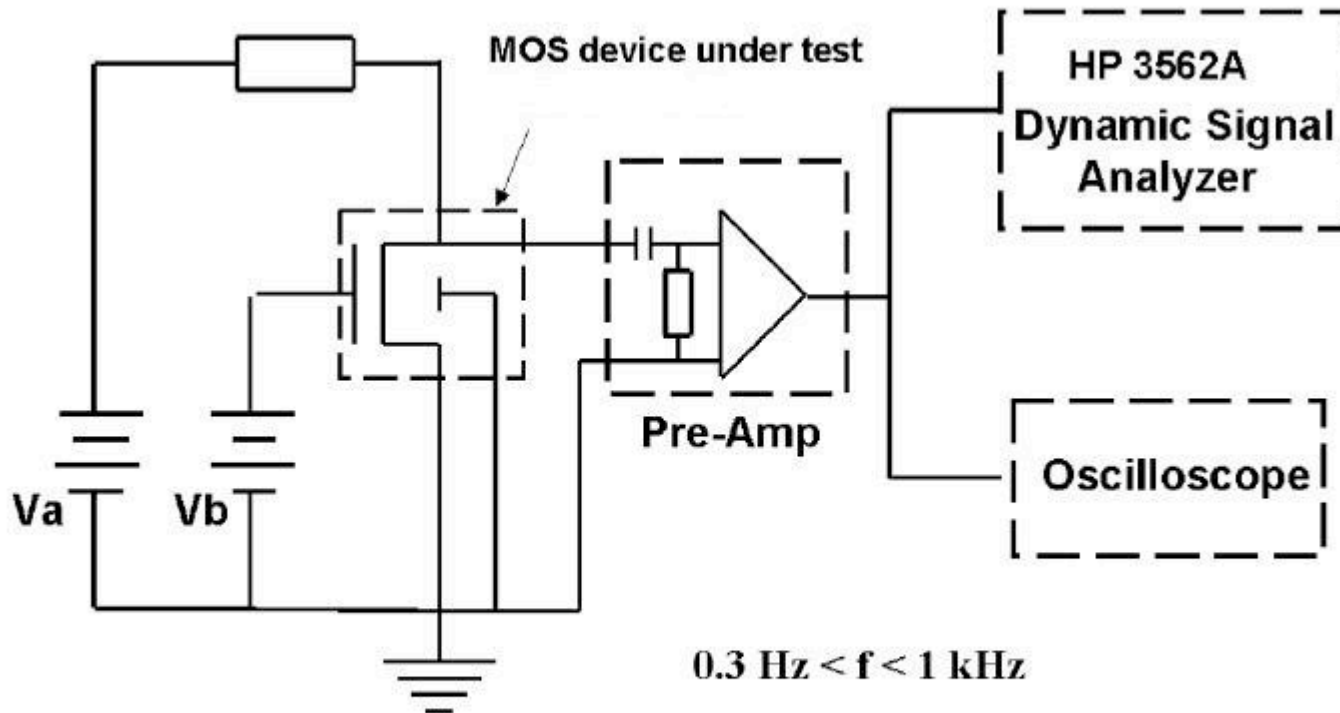 MOS device under test
HP 3562A
Dynamic Signal
Analyzer
Pre-Amp
Oscilloscope
Va
Vb
0.3 Hz < f < 1 kHz